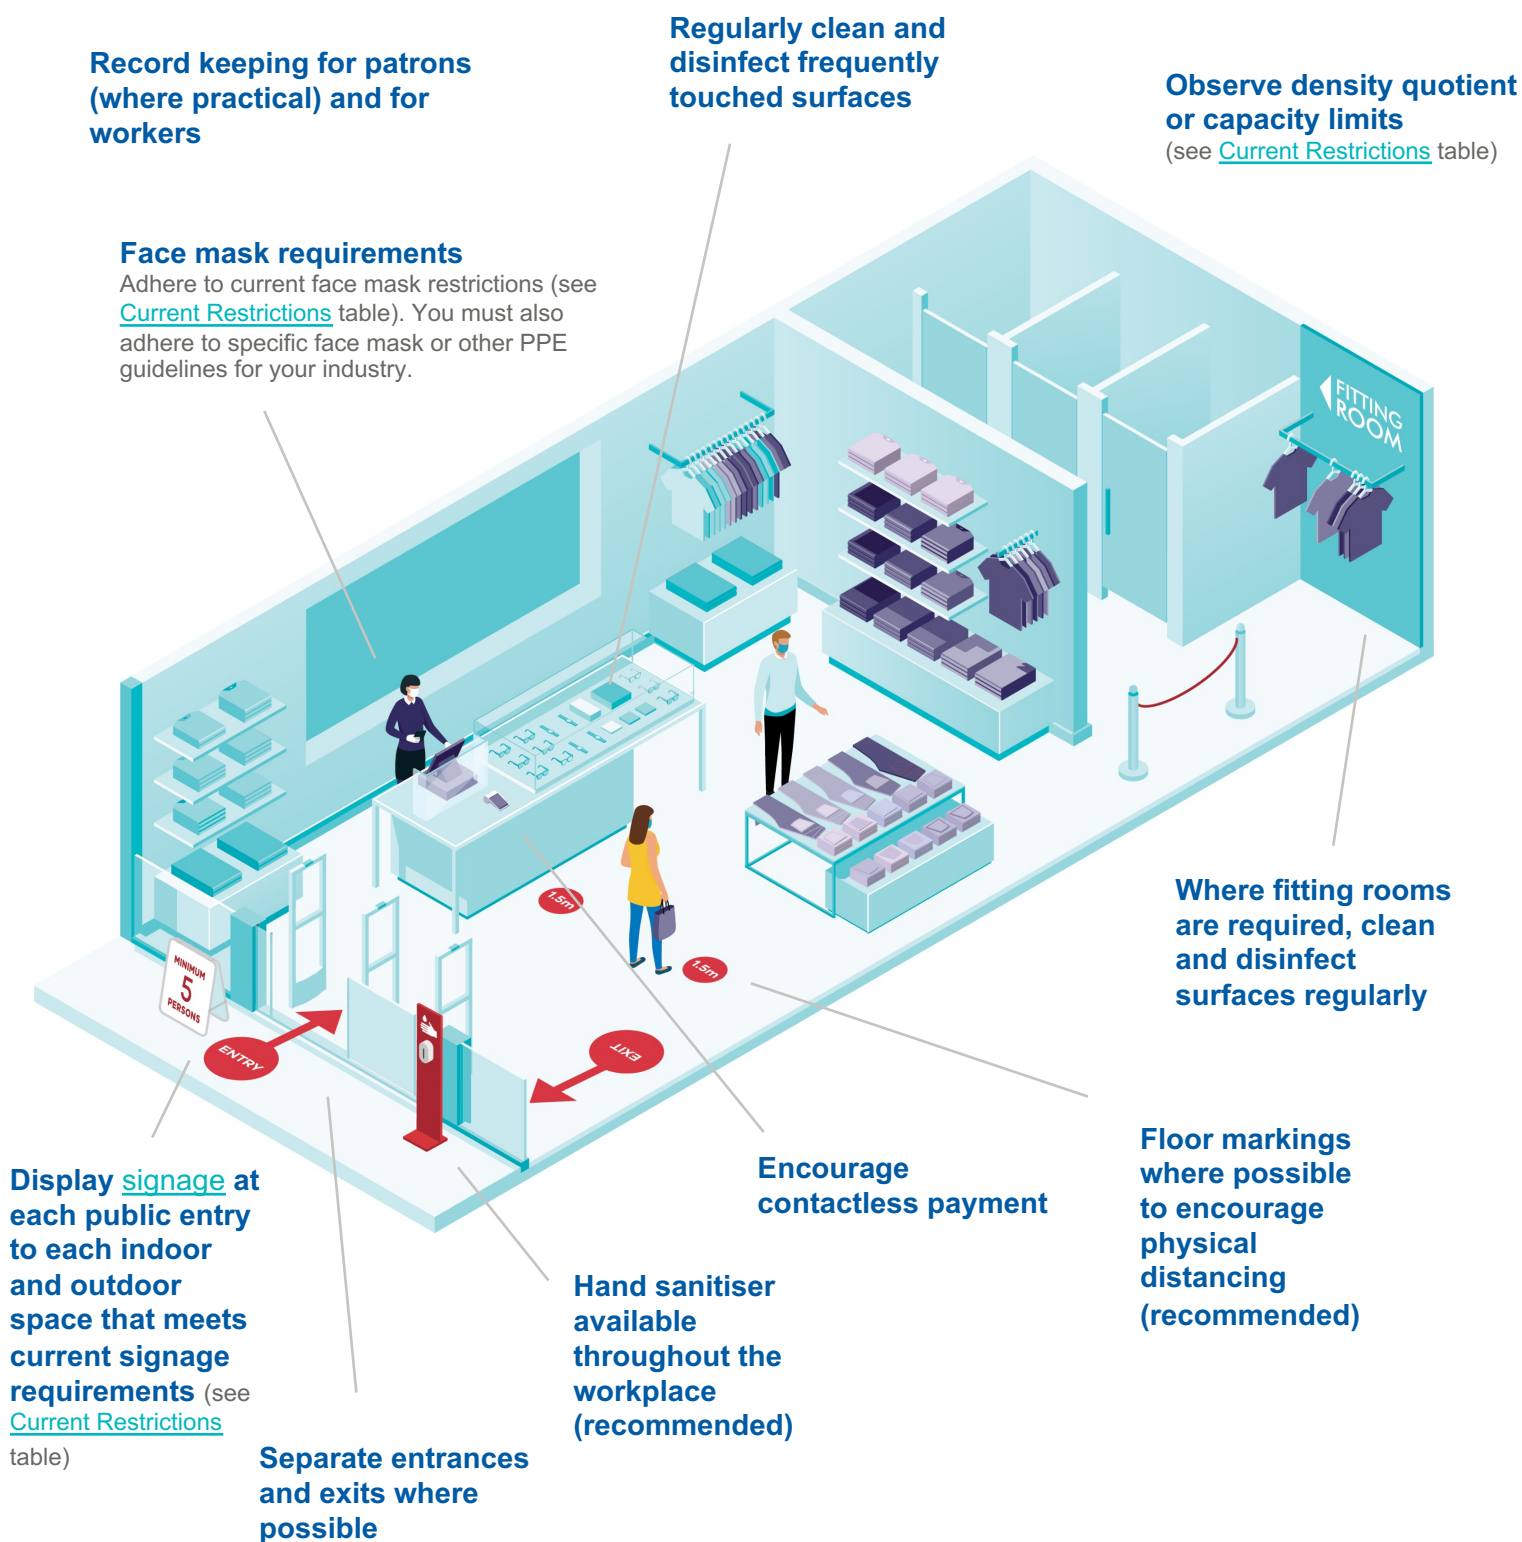 Record keeping for patrons
(where practical) and for
workers
Regularly clean and
disinfect frequently
touched surfaces
Observe density quotient
or capacity limits
(see Current Restrictions table)
Face mask requirements
Adhere to current face mask restrictions (see
Current Restrictions table). You must also
adhere to specific face mask or other PPE
guidelines for your industry.
FITTING
ROOM
1.5m
1.5m
MINIMUM
5
PERSONS
ENTRY
EXIT
Where fitting rooms
are required, clean
and disinfect
surfaces regularly
Display signage at
each public entry
to each indoor
and outdoor
space that meets
current signage
requirements (see
Current Restrictions
table)
Separate entrances
and exits where
possible
Hand sanitiser
available
throughout the
workplace
(recommended)
Encourage
contactless payment
Floor markings
where possible
to encourage
physical
distancing
(recommended)